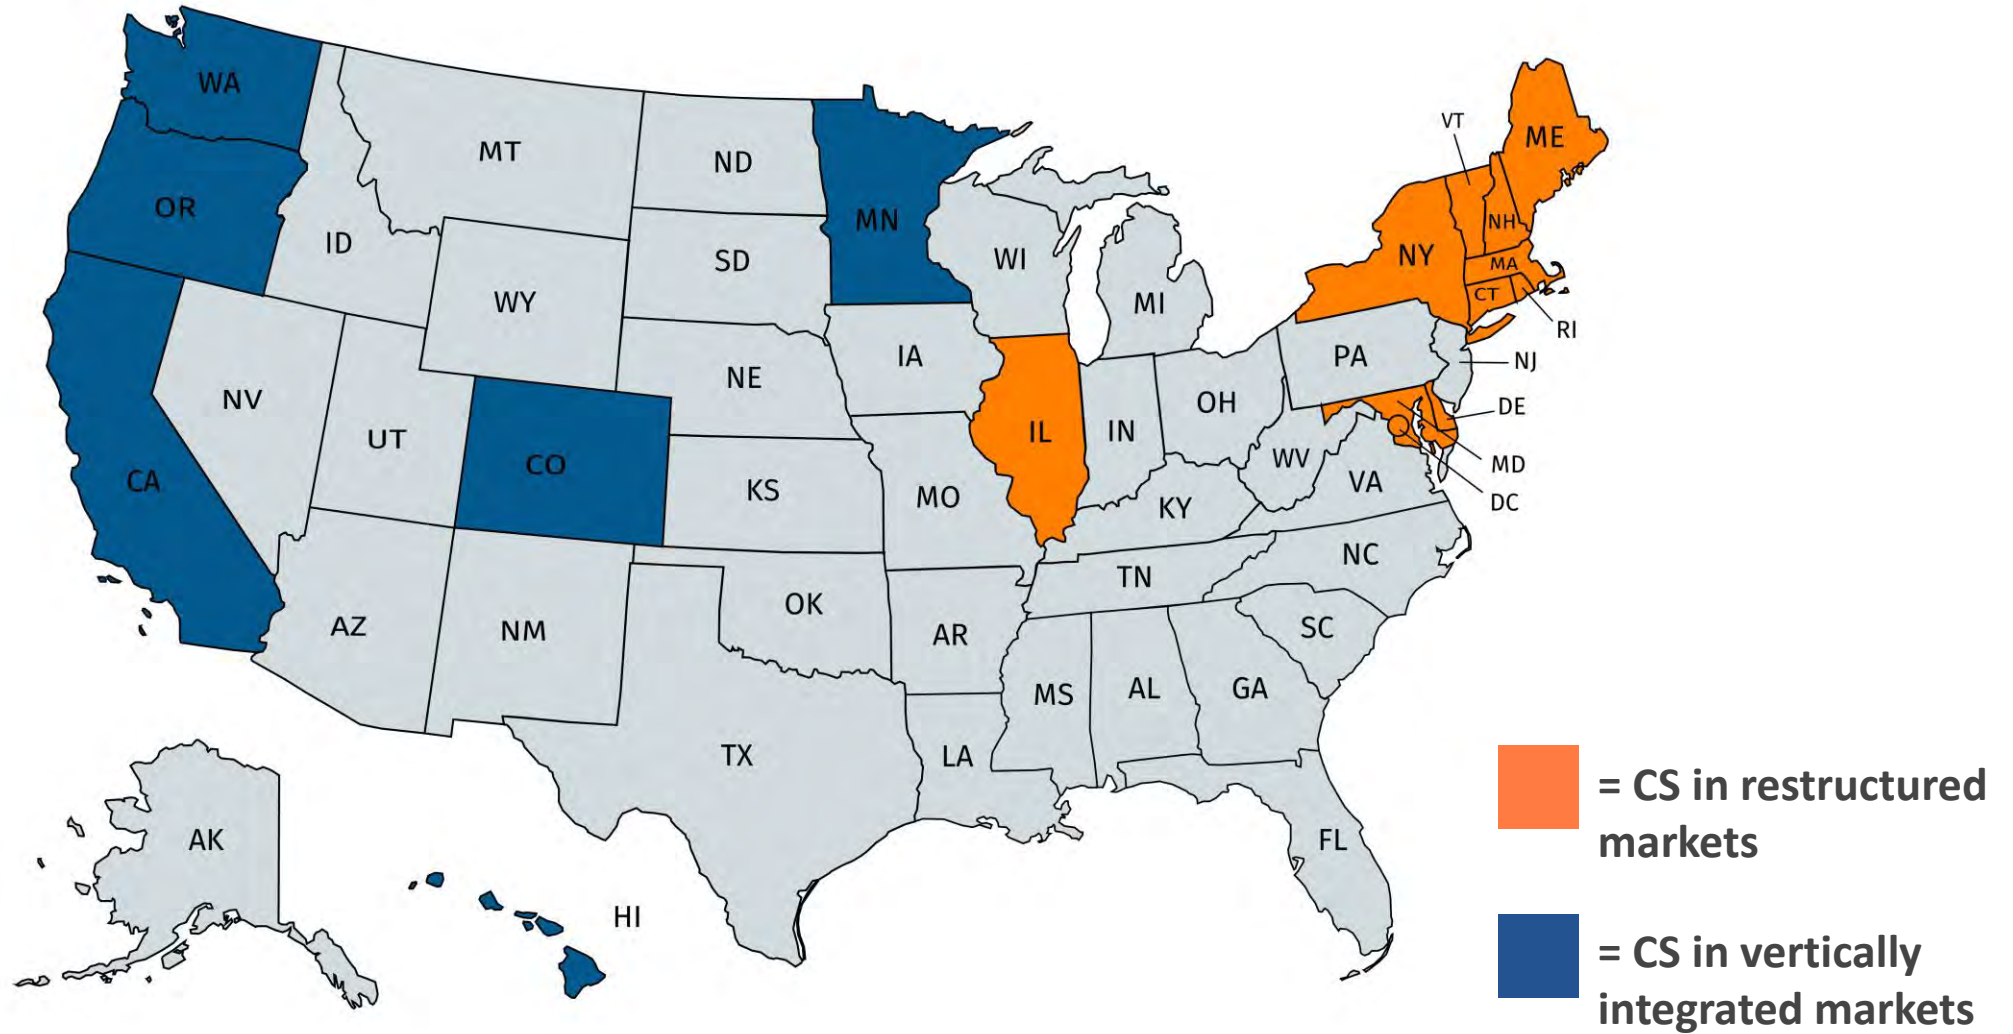 WA
MT
ND
MN
VT
ME
OR
ID
SD
WI
NH
NY
MA
WY
CT
MI
RI
IA
PA
NJ
NE
NV
OH
DE
UT
IL
IN
CO
WV
MD
CA
KS
MO
VA
DC
KY
NC
TN
OK
AZ
NM
AR
SC
MS
AL
GA
TX
LA
= CS in restructured
markets
AK
FL
HI
= CS in vertically
integrated markets